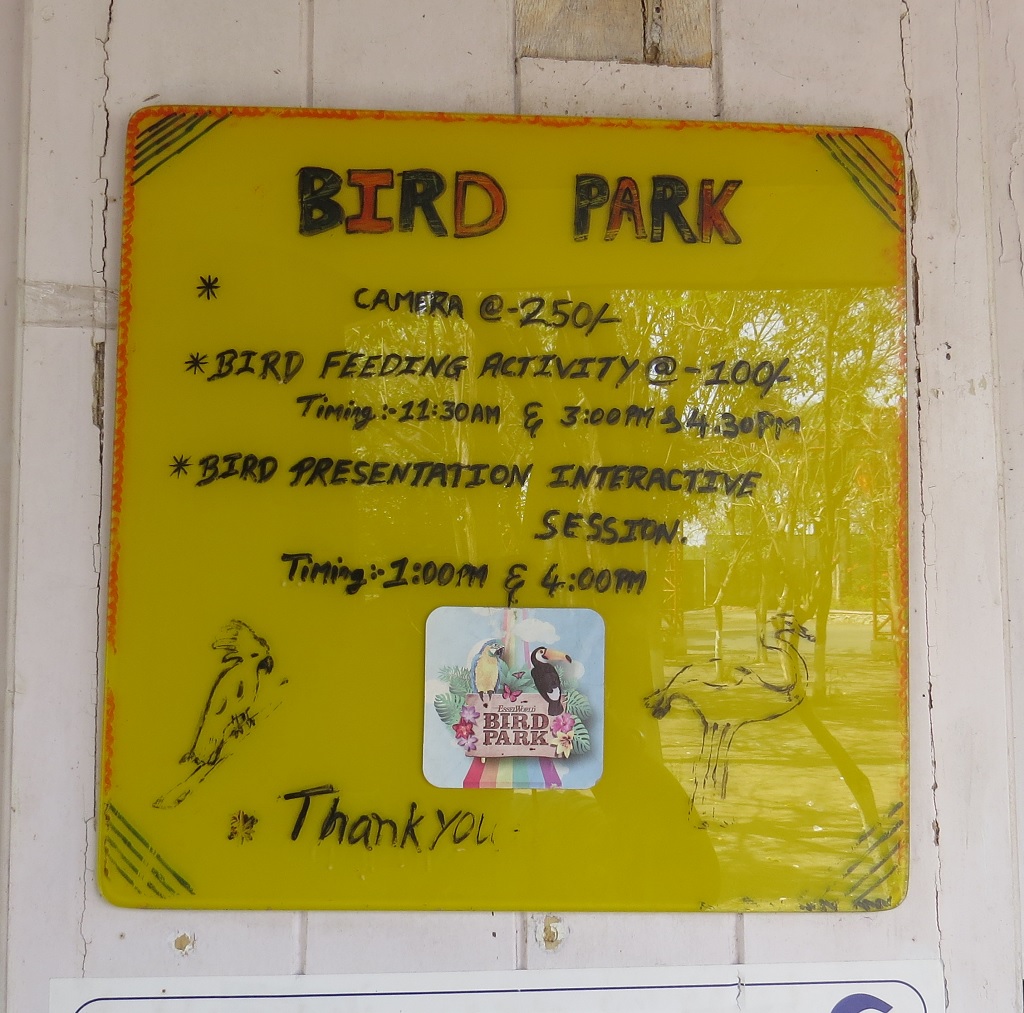 BIRD PARK
* CAMERA @-250/-
* BIRD FEEDING ACTIVITY @-100/-
Timing:-11:30AM & 3:00PM & 4.30Pm
* BIRD PRESENTATION INTERACTIVE
SESSION.
Timing:-1:00PM & 4:00PM
ESSELWORLD
BIRD
PARK
* Thank you